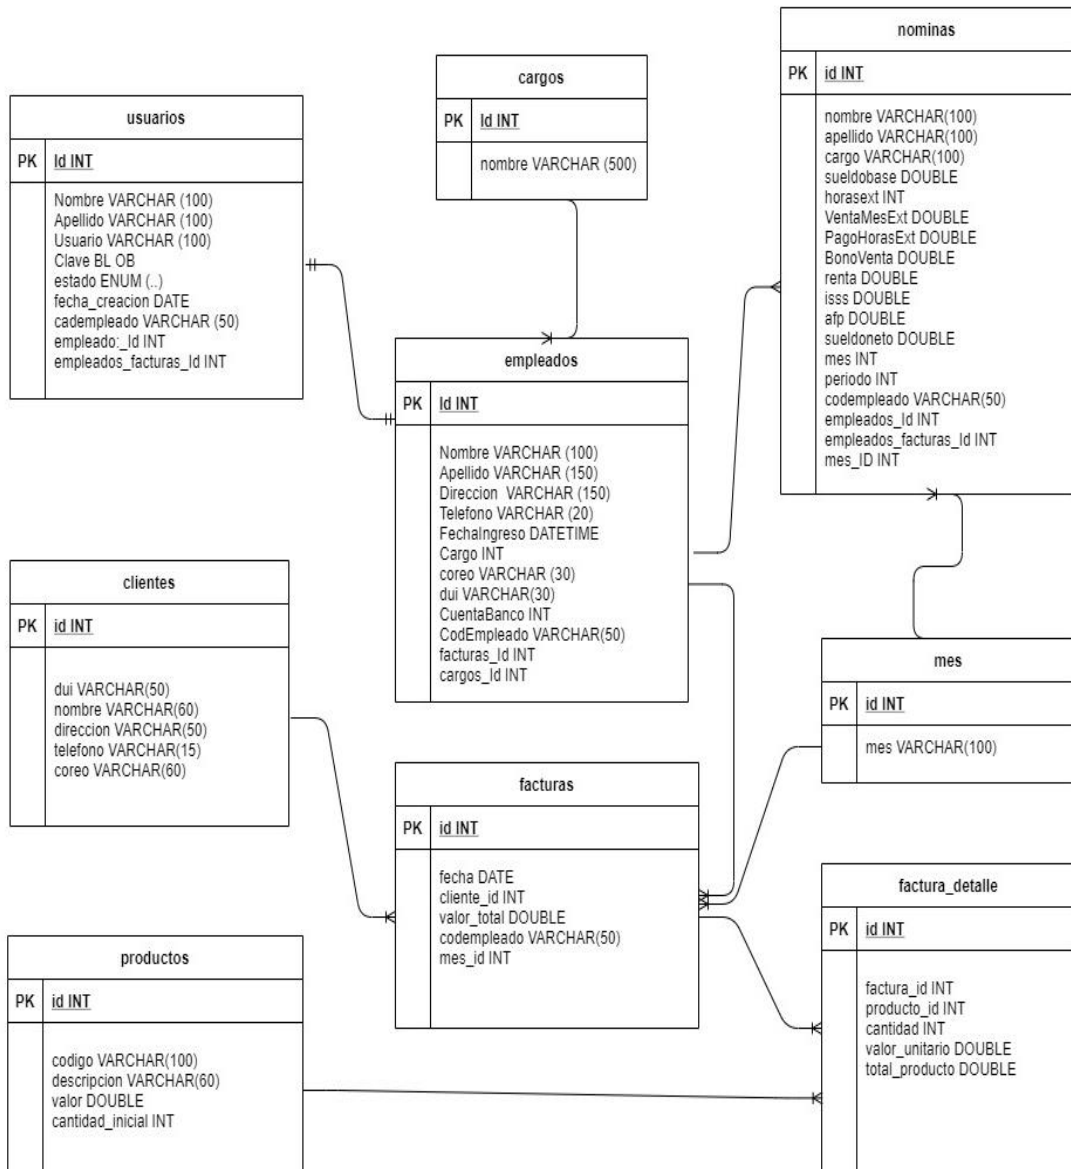 nominas
PK id INT
nombre VARCHAR(100)
apellido VARCHAR(100)
cargo VARCHAR(100)
sueldobase DOUBLE
horasext INT
VentaMesExt DOUBLE
PagoHorasExt DOUBLE
BonoVenta DOUBLE
renta DOUBLE
isss DOUBLE
afp DOUBLE
sueldoneto DOUBLE
mes INT
periodo INT
codempleado VARCHAR(50)
empleados_Id INT
empleados_facturas_Id INT
mes_ID INT
cargos
PK Id INT
nombre VARCHAR (500)
usuarios
PK Id INT
Nombre VARCHAR (100)
Apellido VARCHAR (100)
Usuario VARCHAR (100)
Clave BL OB
estado ENUM (..)
fecha_creacion DATE
cadempleado VARCHAR (50)
empleado:_Id INT
empleados_facturas_Id INT
empleados
PK Id INT
Nombre VARCHAR (100)
Apellido VARCHAR (150)
Direccion VARCHAR (150)
Telefono VARCHAR (20)
FechaIngreso DATETIME
Cargo INT
coreo VARCHAR (30)
dui VARCHAR(30)
CuentaBanco INT
CodEmpleado VARCHAR(50)
facturas_Id INT
cargos_Id INT
clientes
PK id INT
dui VARCHAR(50)
nombre VARCHAR(60)
direccion VARCHAR(50)
telefono VARCHAR(15)
coreo VARCHAR(60)
mes
PK id INT
mes VARCHAR(100)
facturas
PK id INT
fecha DATE
cliente_id INT
valor_total DOUBLE
codempleado VARCHAR(50)
mes_id INT
factura_detalle
PK id INT
factura_id INT
producto_id INT
cantidad INT
valor_unitario DOUBLE
total_producto DOUBLE
productos
PK id INT
codigo VARCHAR(100)
descripcion VARCHAR(60)
valor DOUBLE
cantidad_inicial INT